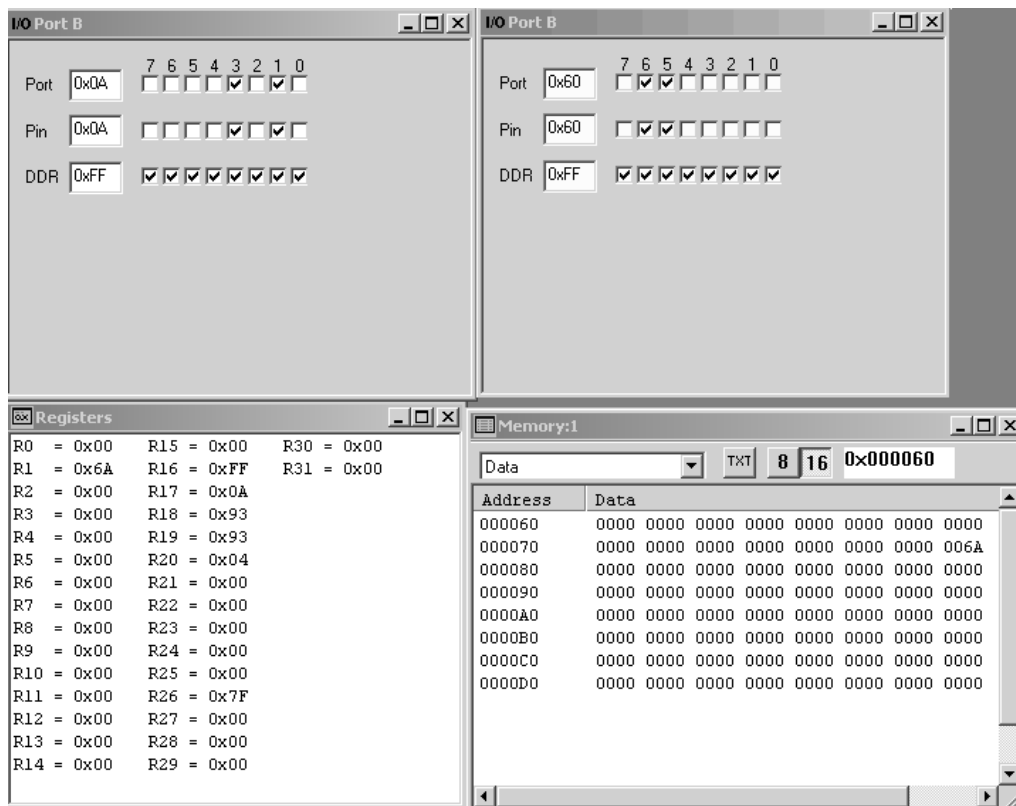 I/O Port B
7 6 5 4 3 2 1 0
Port 0x0A
Pin 0x0A
DDR 0xFF
I/O Port B
7 6 5 4 3 2 1 0
Port 0x60
Pin 0x60
DDR 0xFF
Registers
R0 = 0x00 R15 = 0x00 R30 = 0x00
R1 = 0x6A R16 = 0xFF R31 = 0x00
R2 = 0x00 R17 = 0x0A
R3 = 0x00 R18 = 0x93
R4 = 0x00 R19 = 0x93
R5 = 0x00 R20 = 0x04
R6 = 0x00 R21 = 0x00
R7 = 0x00 R22 = 0x00
R8 = 0x00 R23 = 0x00
R9 = 0x00 R24 = 0x00
R10 = 0x00 R25 = 0x00
R11 = 0x00 R26 = 0x7F
R12 = 0x00 R27 = 0x00
R13 = 0x00 R28 = 0x00
R14 = 0x00 R29 = 0x00
Memory:1
Data TXT 8 16 0x000060
Address Data
000060 0000 0000 0000 0000 0000 0000 0000 0000
000070 0000 0000 0000 0000 0000 0000 0000 006A
000080 0000 0000 0000 0000 0000 0000 0000 0000
000090 0000 0000 0000 0000 0000 0000 0000 0000
0000A0 0000 0000 0000 0000 0000 0000 0000 0000
0000B0 0000 0000 0000 0000 0000 0000 0000 0000
0000C0 0000 0000 0000 0000 0000 0000 0000 0000
0000D0 0000 0000 0000 0000 0000 0000 0000 0000